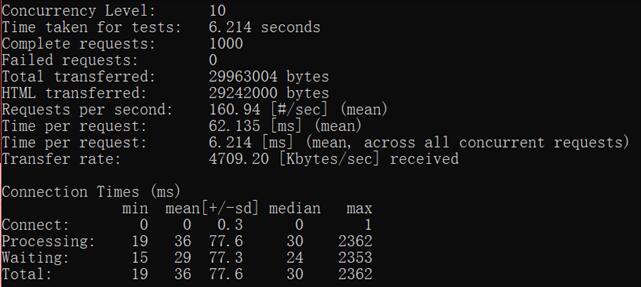 Concurrency Level:      10
Time taken for tests:   6.214 seconds
Complete requests:      1000
Failed requests:        0
Total transferred:      29963004 bytes
HTML transferred:       29242000 bytes
Requests per second:    160.94 [#/sec] (mean)
Time per request:       62.135 [ms] (mean)
Time per request:       6.214 [ms] (mean, across all concurrent requests)
Transfer rate:          4709.20 [Kbytes/sec] received

Connection Times (ms)
              min  mean[+/-sd] median   max
Connect:        0    0   0.3      0       1
Processing:    19   36  77.6     30    2362
Waiting:       15   29  77.3     24    2353
Total:         19   36  77.6     30    2362